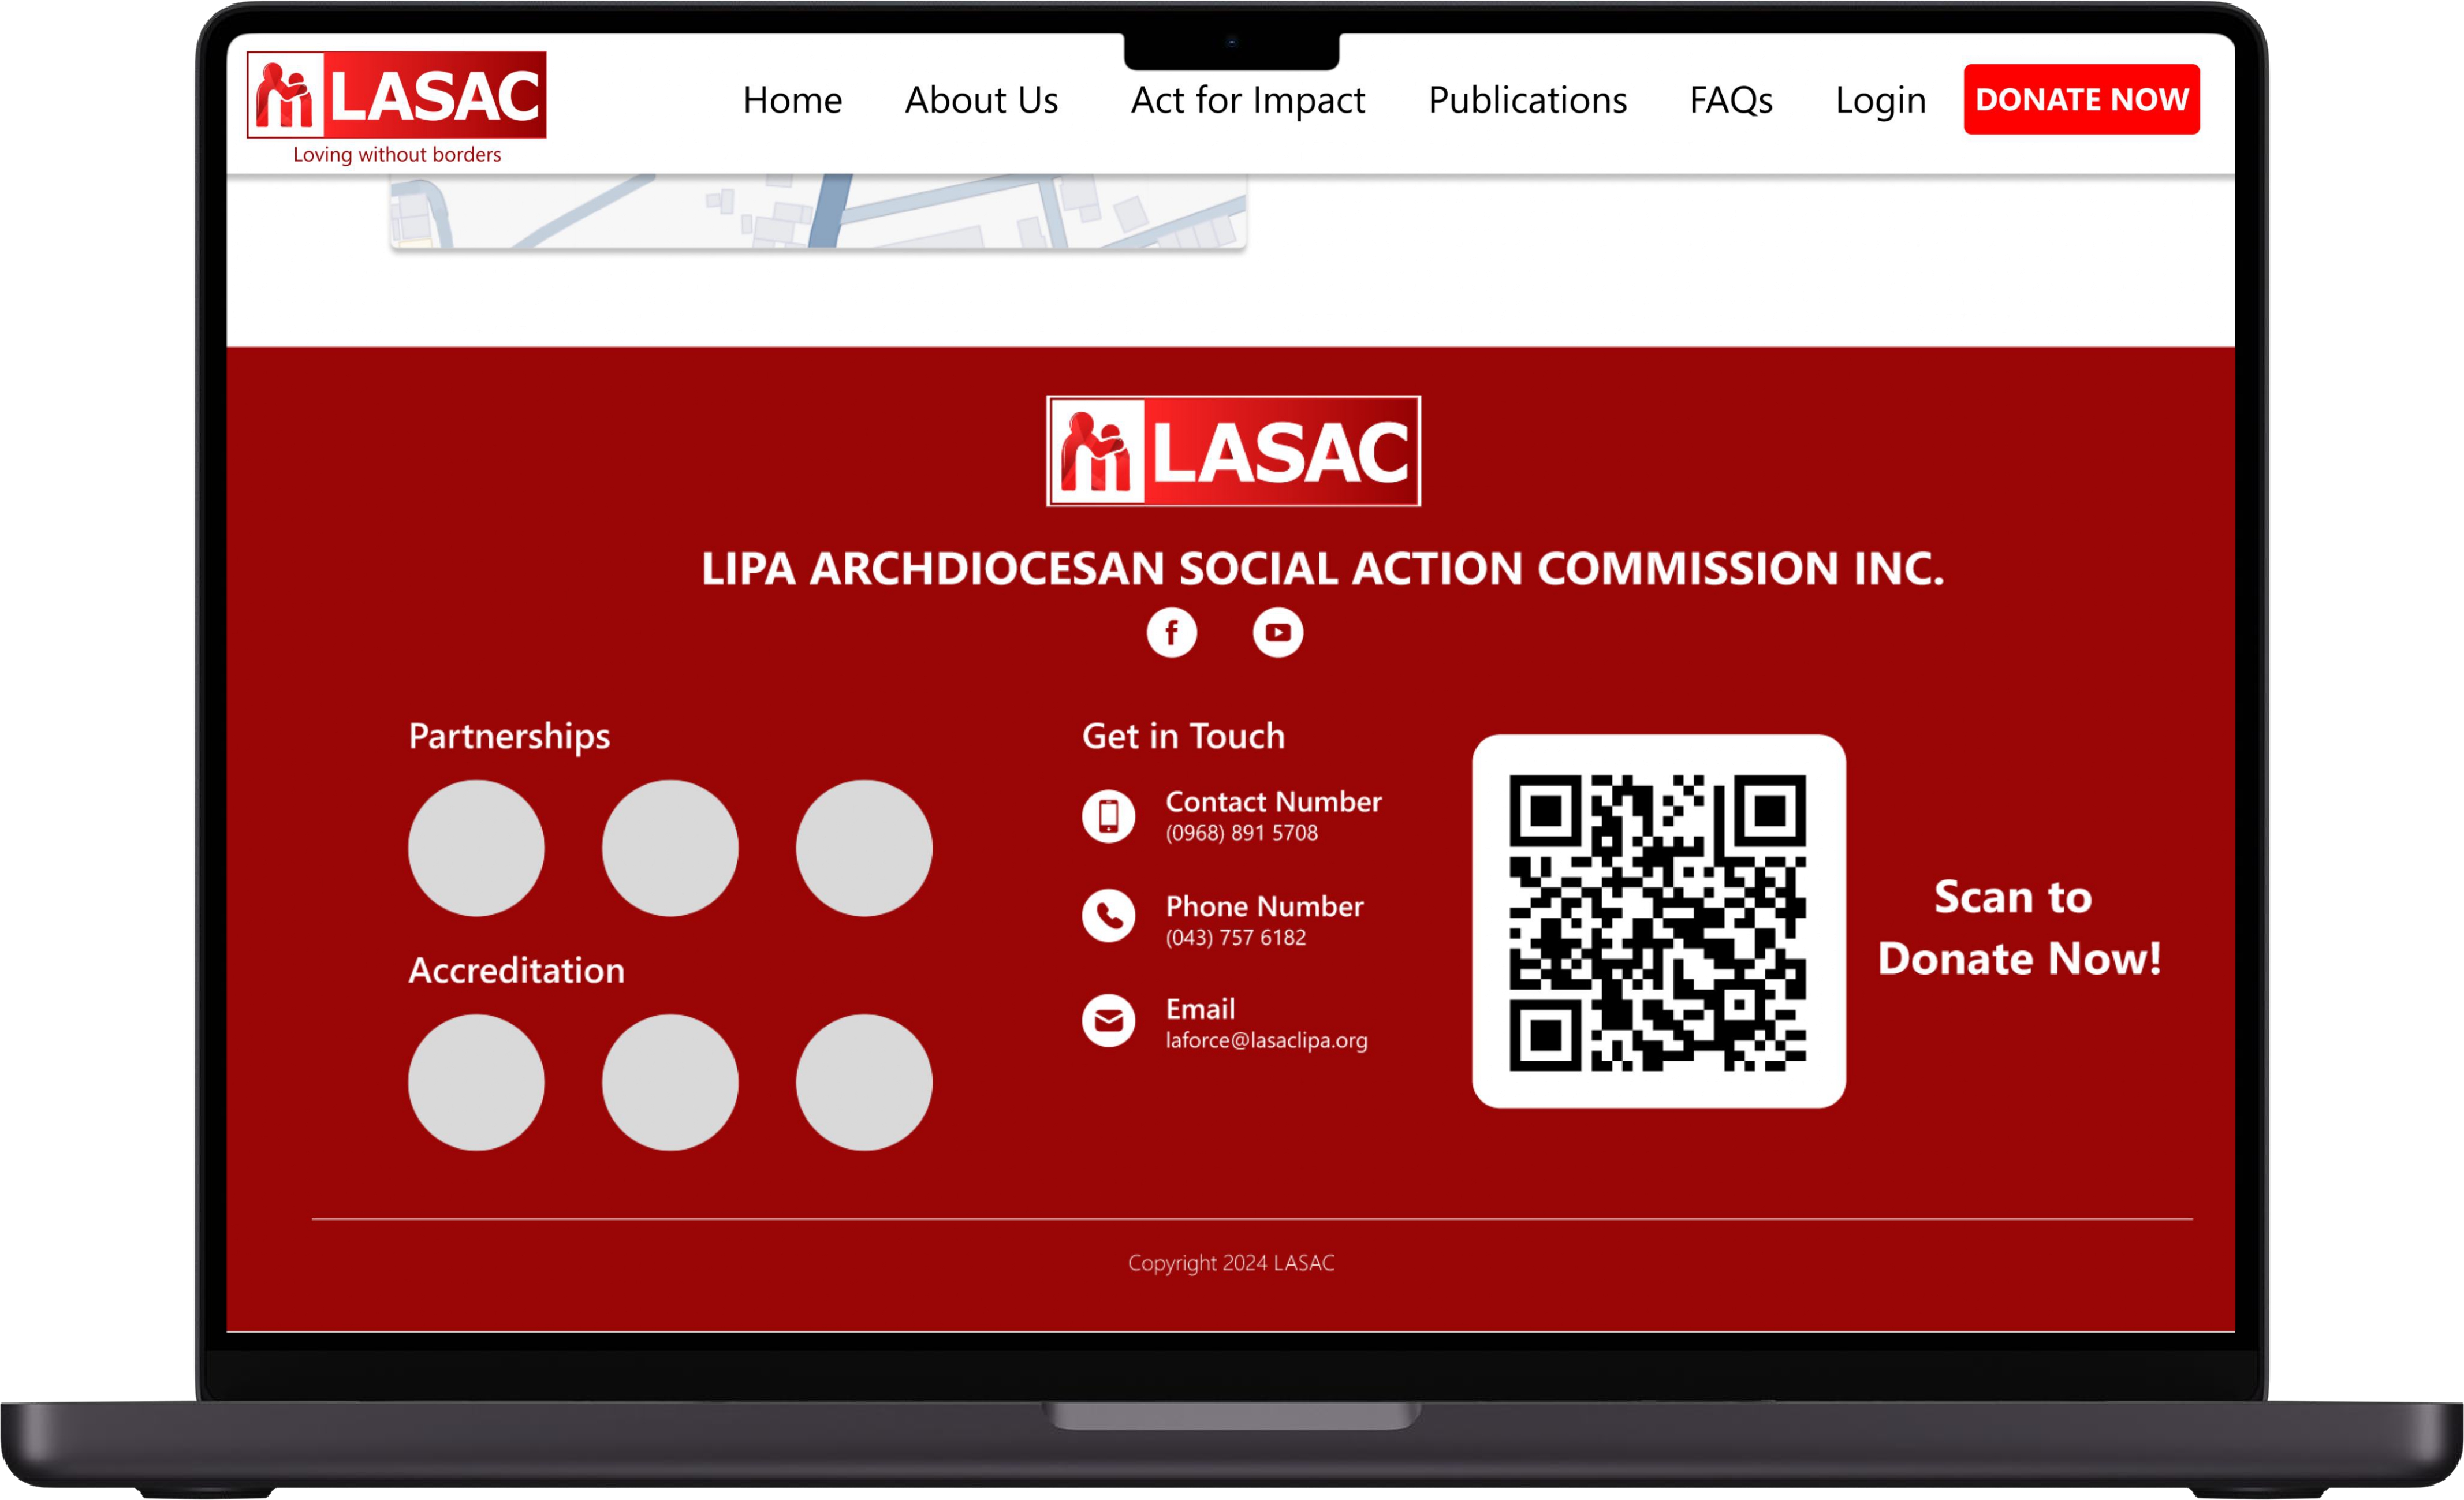 LASAC
Loving without borders
Home About Us Act for Impact Publications FAQs Login DONATE NOW
LASAC
LIPA ARCHDIOCESAN SOCIAL ACTION COMMISSION INC.
Partnerships
Accreditation
Get in Touch
Contact Number
(0968) 891 5708
Phone Number
(043) 757 6182
Email
laforce@lasaclipa.org
Scan to
Donate Now!
Copyright 2024 LASAC